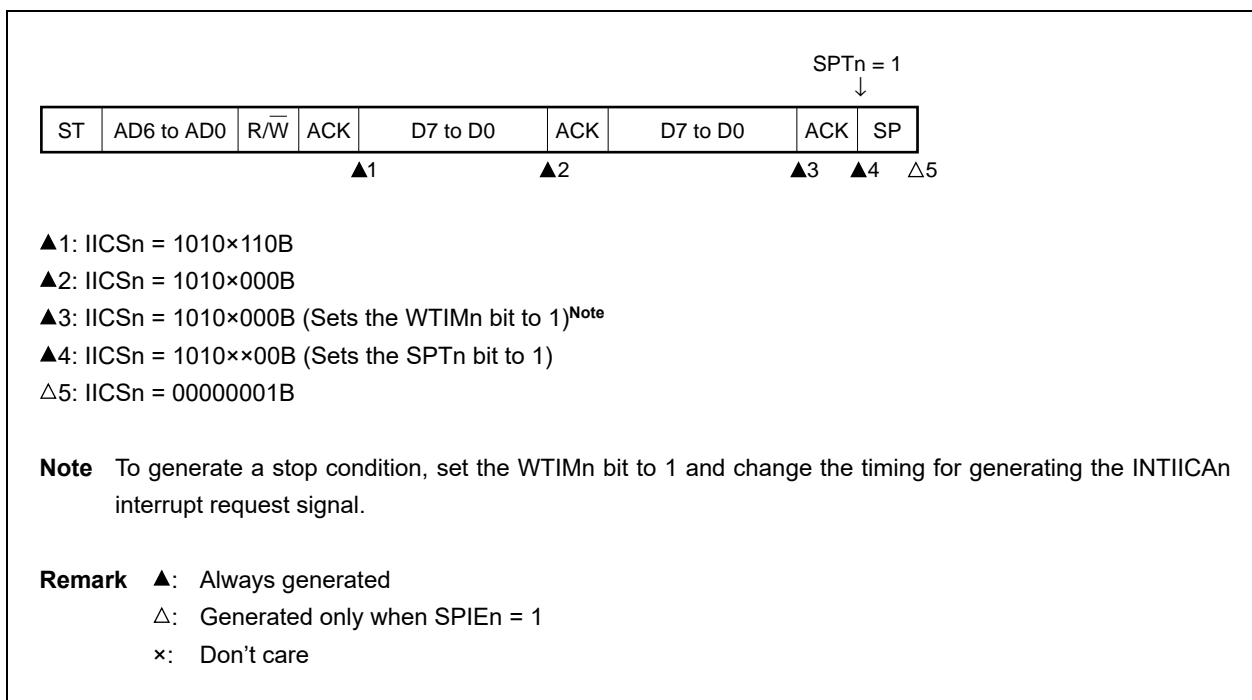 SPTn = 1
↓
ST AD6 to AD0 R/W̅ ACK D7 to D0 ACK D7 to D0 ACK SP
▲1 ▲2 ▲3 ▲4 △5
▲1: IICSn = 1010×110B
▲2: IICSn = 1010×000B
▲3: IICSn = 1010×000B (Sets the WTIMn bit to 1)Note
▲4: IICSn = 1010××00B (Sets the SPTn bit to 1)
△5: IICSn = 00000001B
Note To generate a stop condition, set the WTIMn bit to 1 and change the timing for generating the INTIICAn
interrupt request signal.
Remark ▲: Always generated
△: Generated only when SPIEn = 1
×: Don't care